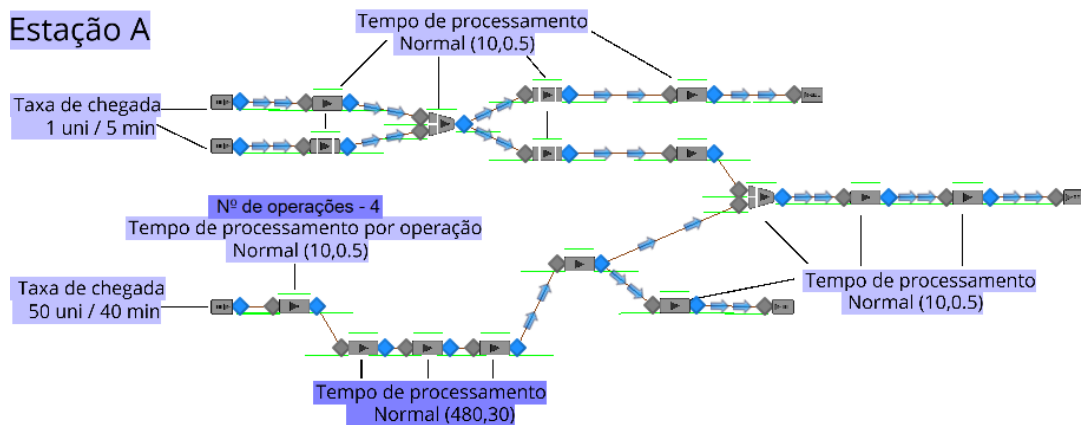 Estação A
Tempo de processamento
Normal (10,0.5)
Taxa de chegada
1 uni / 5 min
Nº de operações - 4
Tempo de processamento por operação
Normal (10,0.5)
Taxa de chegada
50 uni / 40 min
Tempo de processamento
Normal (10,0.5)
Tempo de processamento
Normal (480,30)